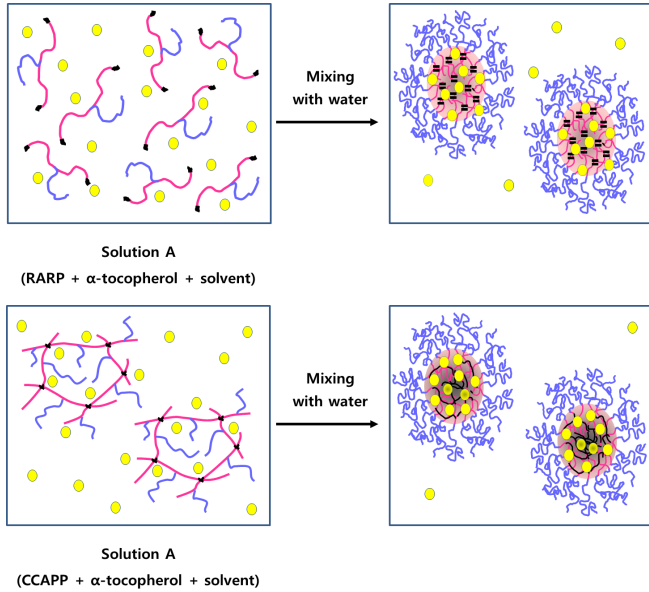 Mixing
with water
Solution A
(RARP + α-tocopherol + solvent)
Mixing
with water
Solution A
(CCAPP + α-tocopherol + solvent)